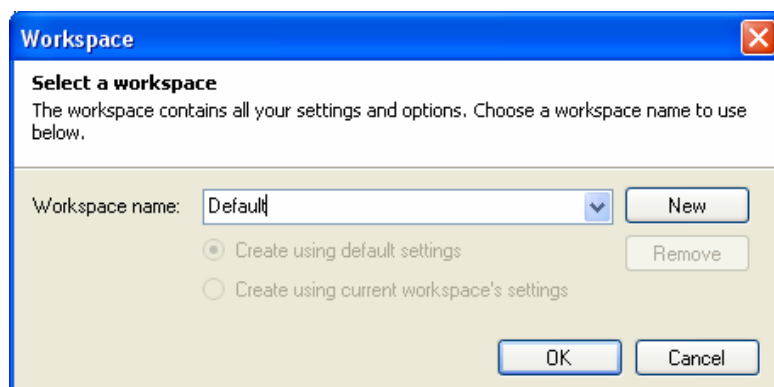 Workspace
Select a workspace
The workspace contains all your settings and options. Choose a workspace name to use
below.
Workspace name: Default New
Create using default settings Remove
Create using current workspace's settings
OK Cancel